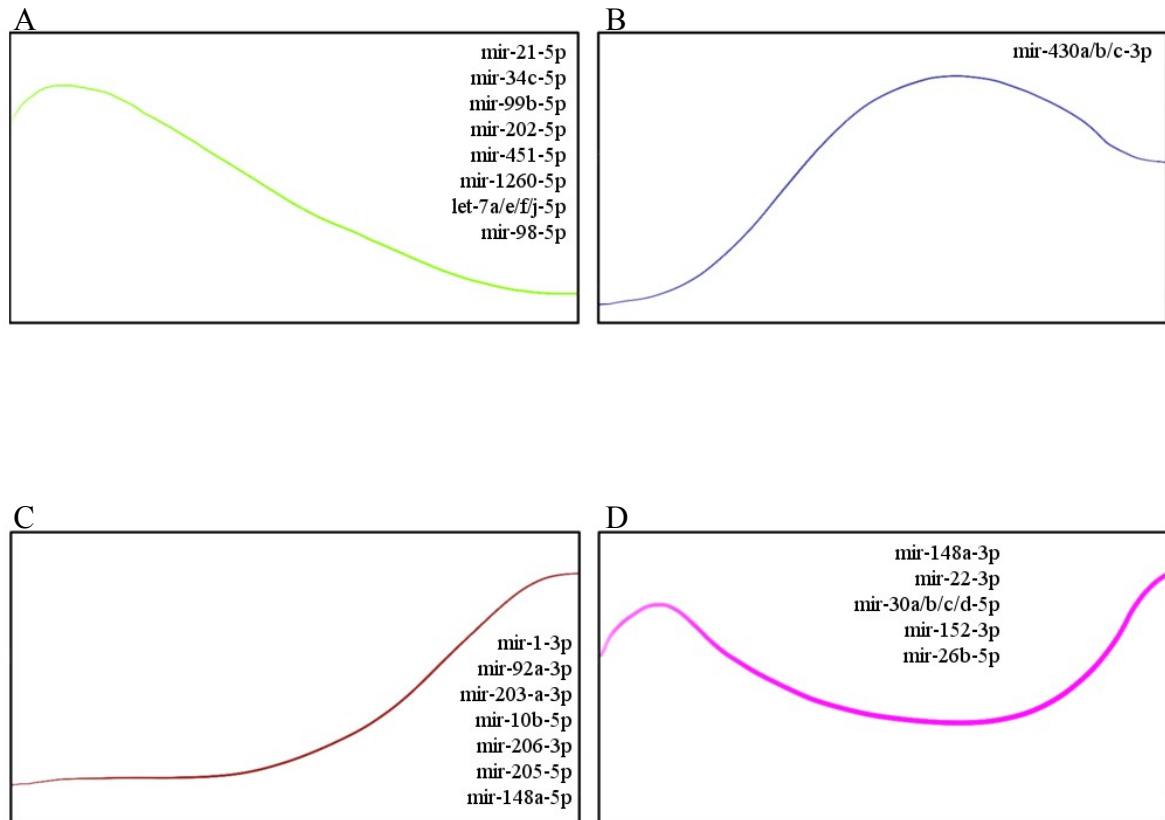 A
mir-21-5p
mir-34c-5p
mir-99b-5p
mir-202-5p
mir-451-5p
mir-1260-5p
let-7a/e/f/j-5p
mir-98-5p
B
mir-430a/b/c-3p
C
mir-1-3p
mir-92a-3p
mir-203-a-3p
mir-10b-5p
mir-206-3p
mir-205-5p
mir-148a-5p
D
mir-148a-3p
mir-22-3p
mir-30a/b/c/d-5p
mir-152-3p
mir-26b-5p